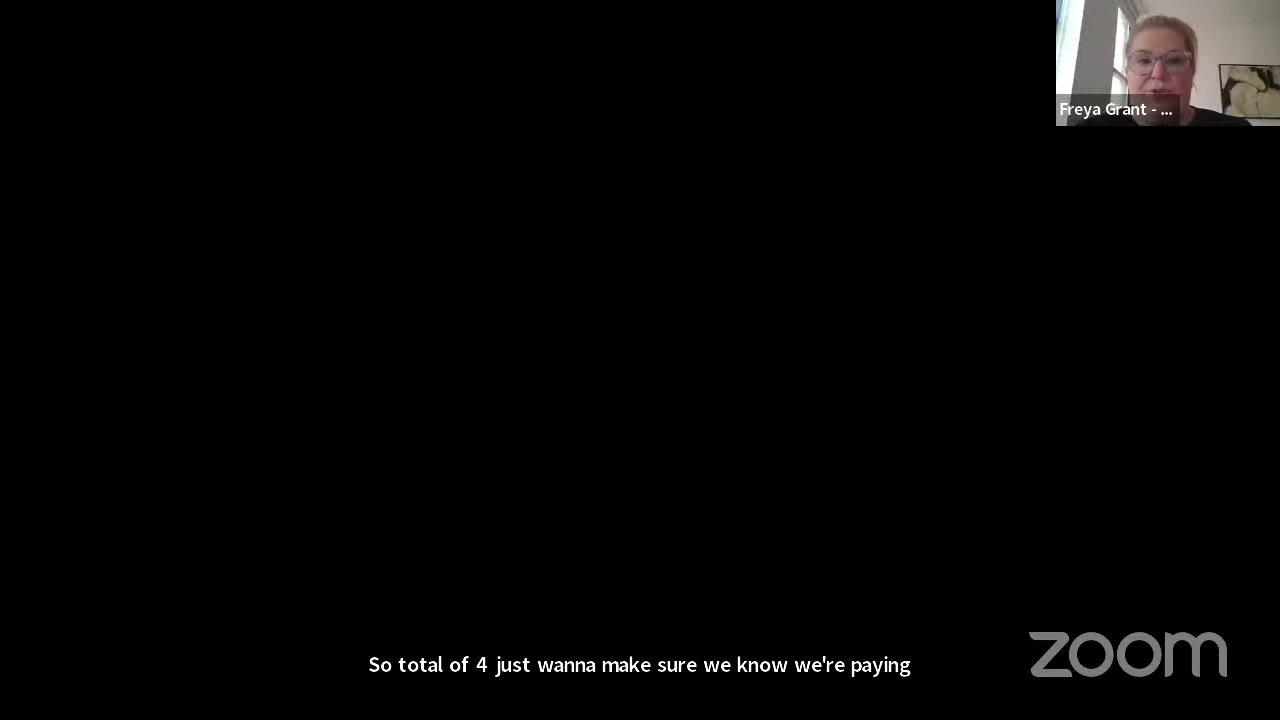 Freya Grant - ...
So total of 4 just wanna make sure we know we're paying
zoom